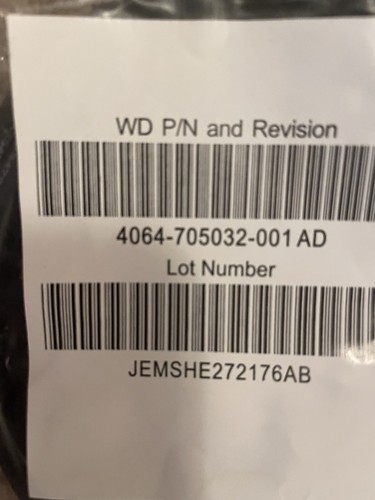 WD P/N and Revision
4064-705032-001 AD
Lot Number
JEMSHE272176AB